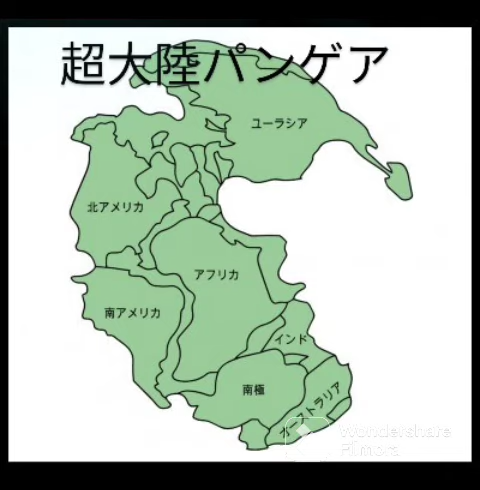 超大陸パンゲア
ユーラシア
北アメリカ
アフリカ
南アメリカ
インド
南極
オーストラリア
Wondershare
Filmora